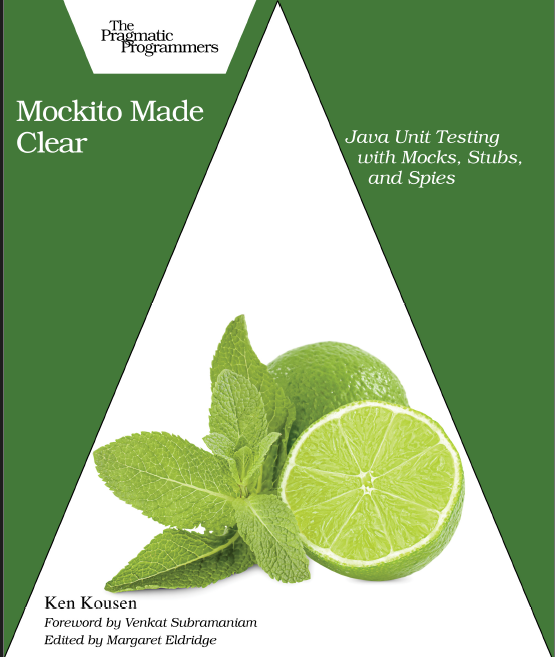 The
Pragmatic
Programmers
Mockito Made
Clear
Java Unit Testing
with Mocks, Stubs,
and Spies
Ken Kousen
Foreword by Venkat Subramaniam
Edited by Margaret Eldridge